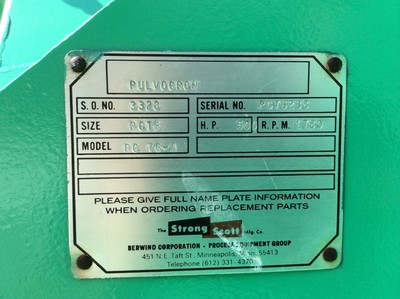 PULVOCRON
S.O. NO. 3328 SERIAL NO.
SIZE H.P. R.P.M.
MODEL
PLEASE GIVE FULL NAME PLATE INFORMATION
WHEN ORDERING REPLACEMENT PARTS
The Strong Scott Mfg. Co
BERWIND CORPORATION - PROCESS EQUIPMENT GROUP
451 N.E. Taft St., Minneapolis, Minn. 55413
Telephone (612) 331-4370